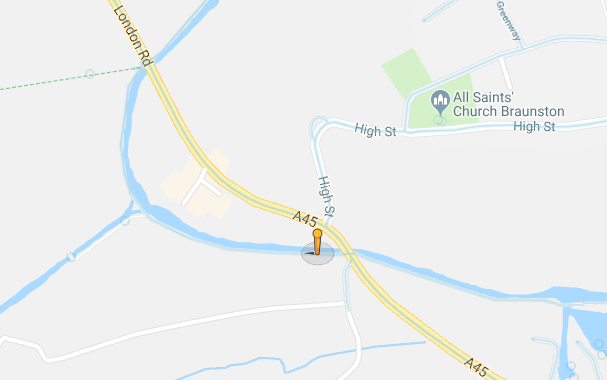 London Rd
Greenway
All Saints'
Church Braunston
High St
High St
High St
A45
A45